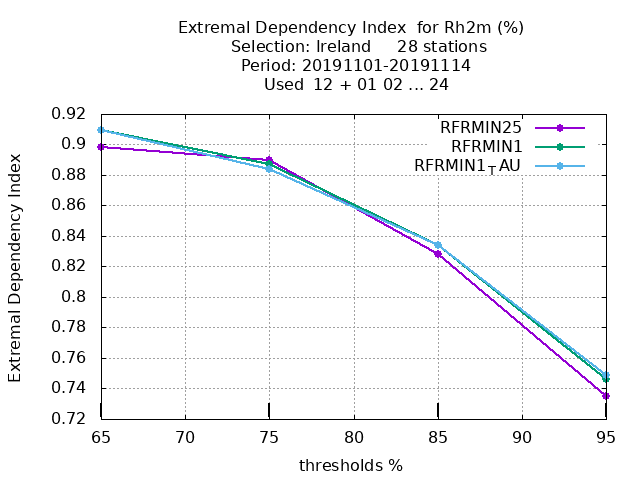 Extremal Dependency Index  for Rh2m (%)
Selection: Ireland     28 stations
Period: 20191101-20191114
Used  12 + 01 02 ... 24
RFRMIN25
RFRMIN1
RFRMIN1TAU
Extremal Dependency Index
0.92
0.9
0.88
0.86
0.84
0.82
0.8
0.78
0.76
0.74
0.72
65 70 75 80 85 90 95
thresholds %